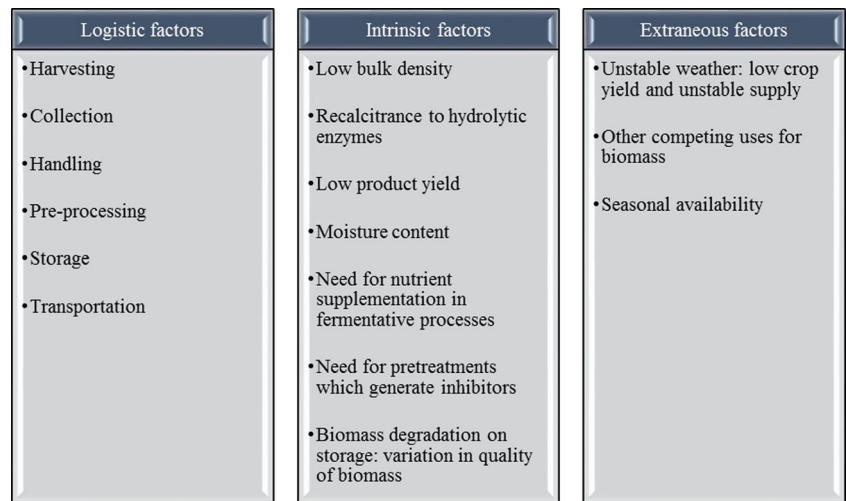 Logistic factors
•Harvesting
•Collection
•Handling
•Pre-processing
•Storage
•Transportation
Intrinsic factors
•Low bulk density
•Recalcitrance to hydrolytic
enzymes
•Low product yield
•Moisture content
•Need for nutrient
supplementation in
fermentative processes
•Need for pretreatments
which generate inhibitors
•Biomass degradation on
storage: variation in quality
of biomass
Extraneous factors
•Unstable weather: low crop
yield and unstable supply
•Other competing uses for
biomass
•Seasonal availability